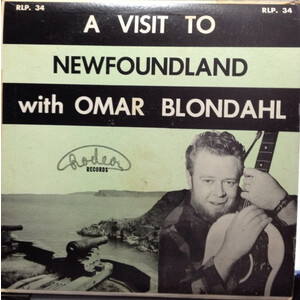 RLP. 34
RLP. 34
A VISIT TO
NEWFOUNDLAND
with OMAR BLONDAHL
Rodeo
RECORDS